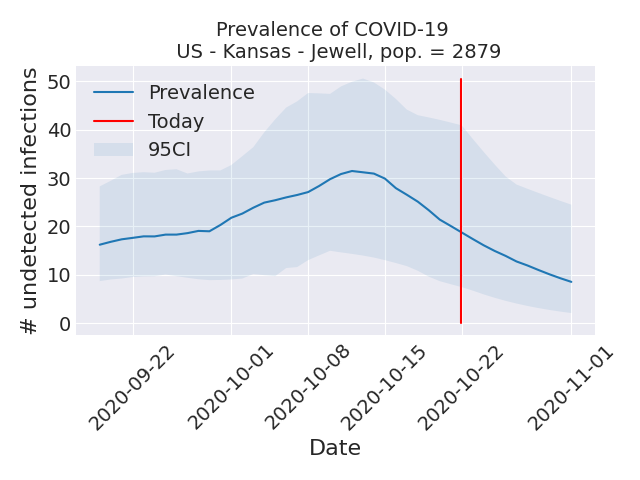 Prevalence of COVID-19
US - Kansas - Jewell, pop. = 2879
# undetected infections
50
40
30
20
10
0
Prevalence
Today
95CI
2020-09-22
2020-10-01
2020-10-08
2020-10-15
2020-10-22
2020-11-01
Date